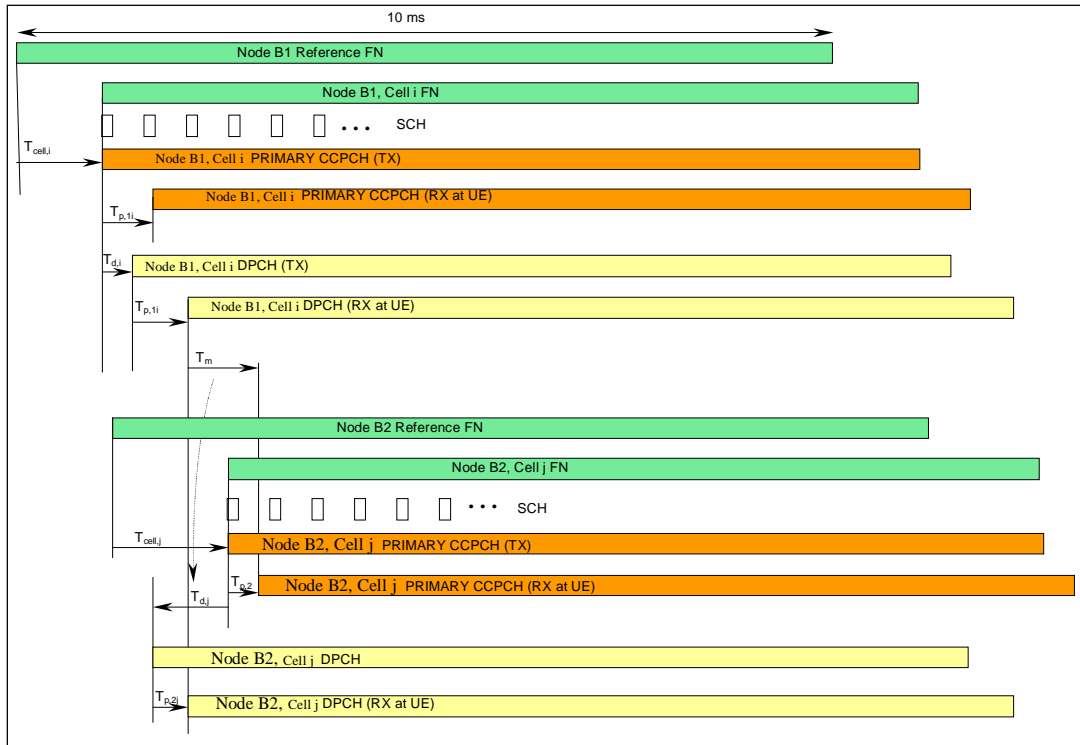 10 ms
Node B1 Reference FN
Node B1, Cell i FN
• • • SCH
T cell,i
Node B1, Cell i PRIMARY CCPCH (TX)
Node B1, Cell i PRIMARY CCPCH (RX at UE)
T p,1i
T d,i
Node B1, Cell i DPCH (TX)
T p,1i
Node B1, Cell i DPCH (RX at UE)
T m
Node B2 Reference FN
Node B2, Cell j FN
• • • SCH
T cell,j
Node B2, Cell j PRIMARY CCPCH (TX)
T p,2
Node B2, Cell j PRIMARY CCPCH (RX at UE)
T d,j
Node B2, Cell j DPCH
T p,2j
Node B2, Cell j DPCH (RX at UE)